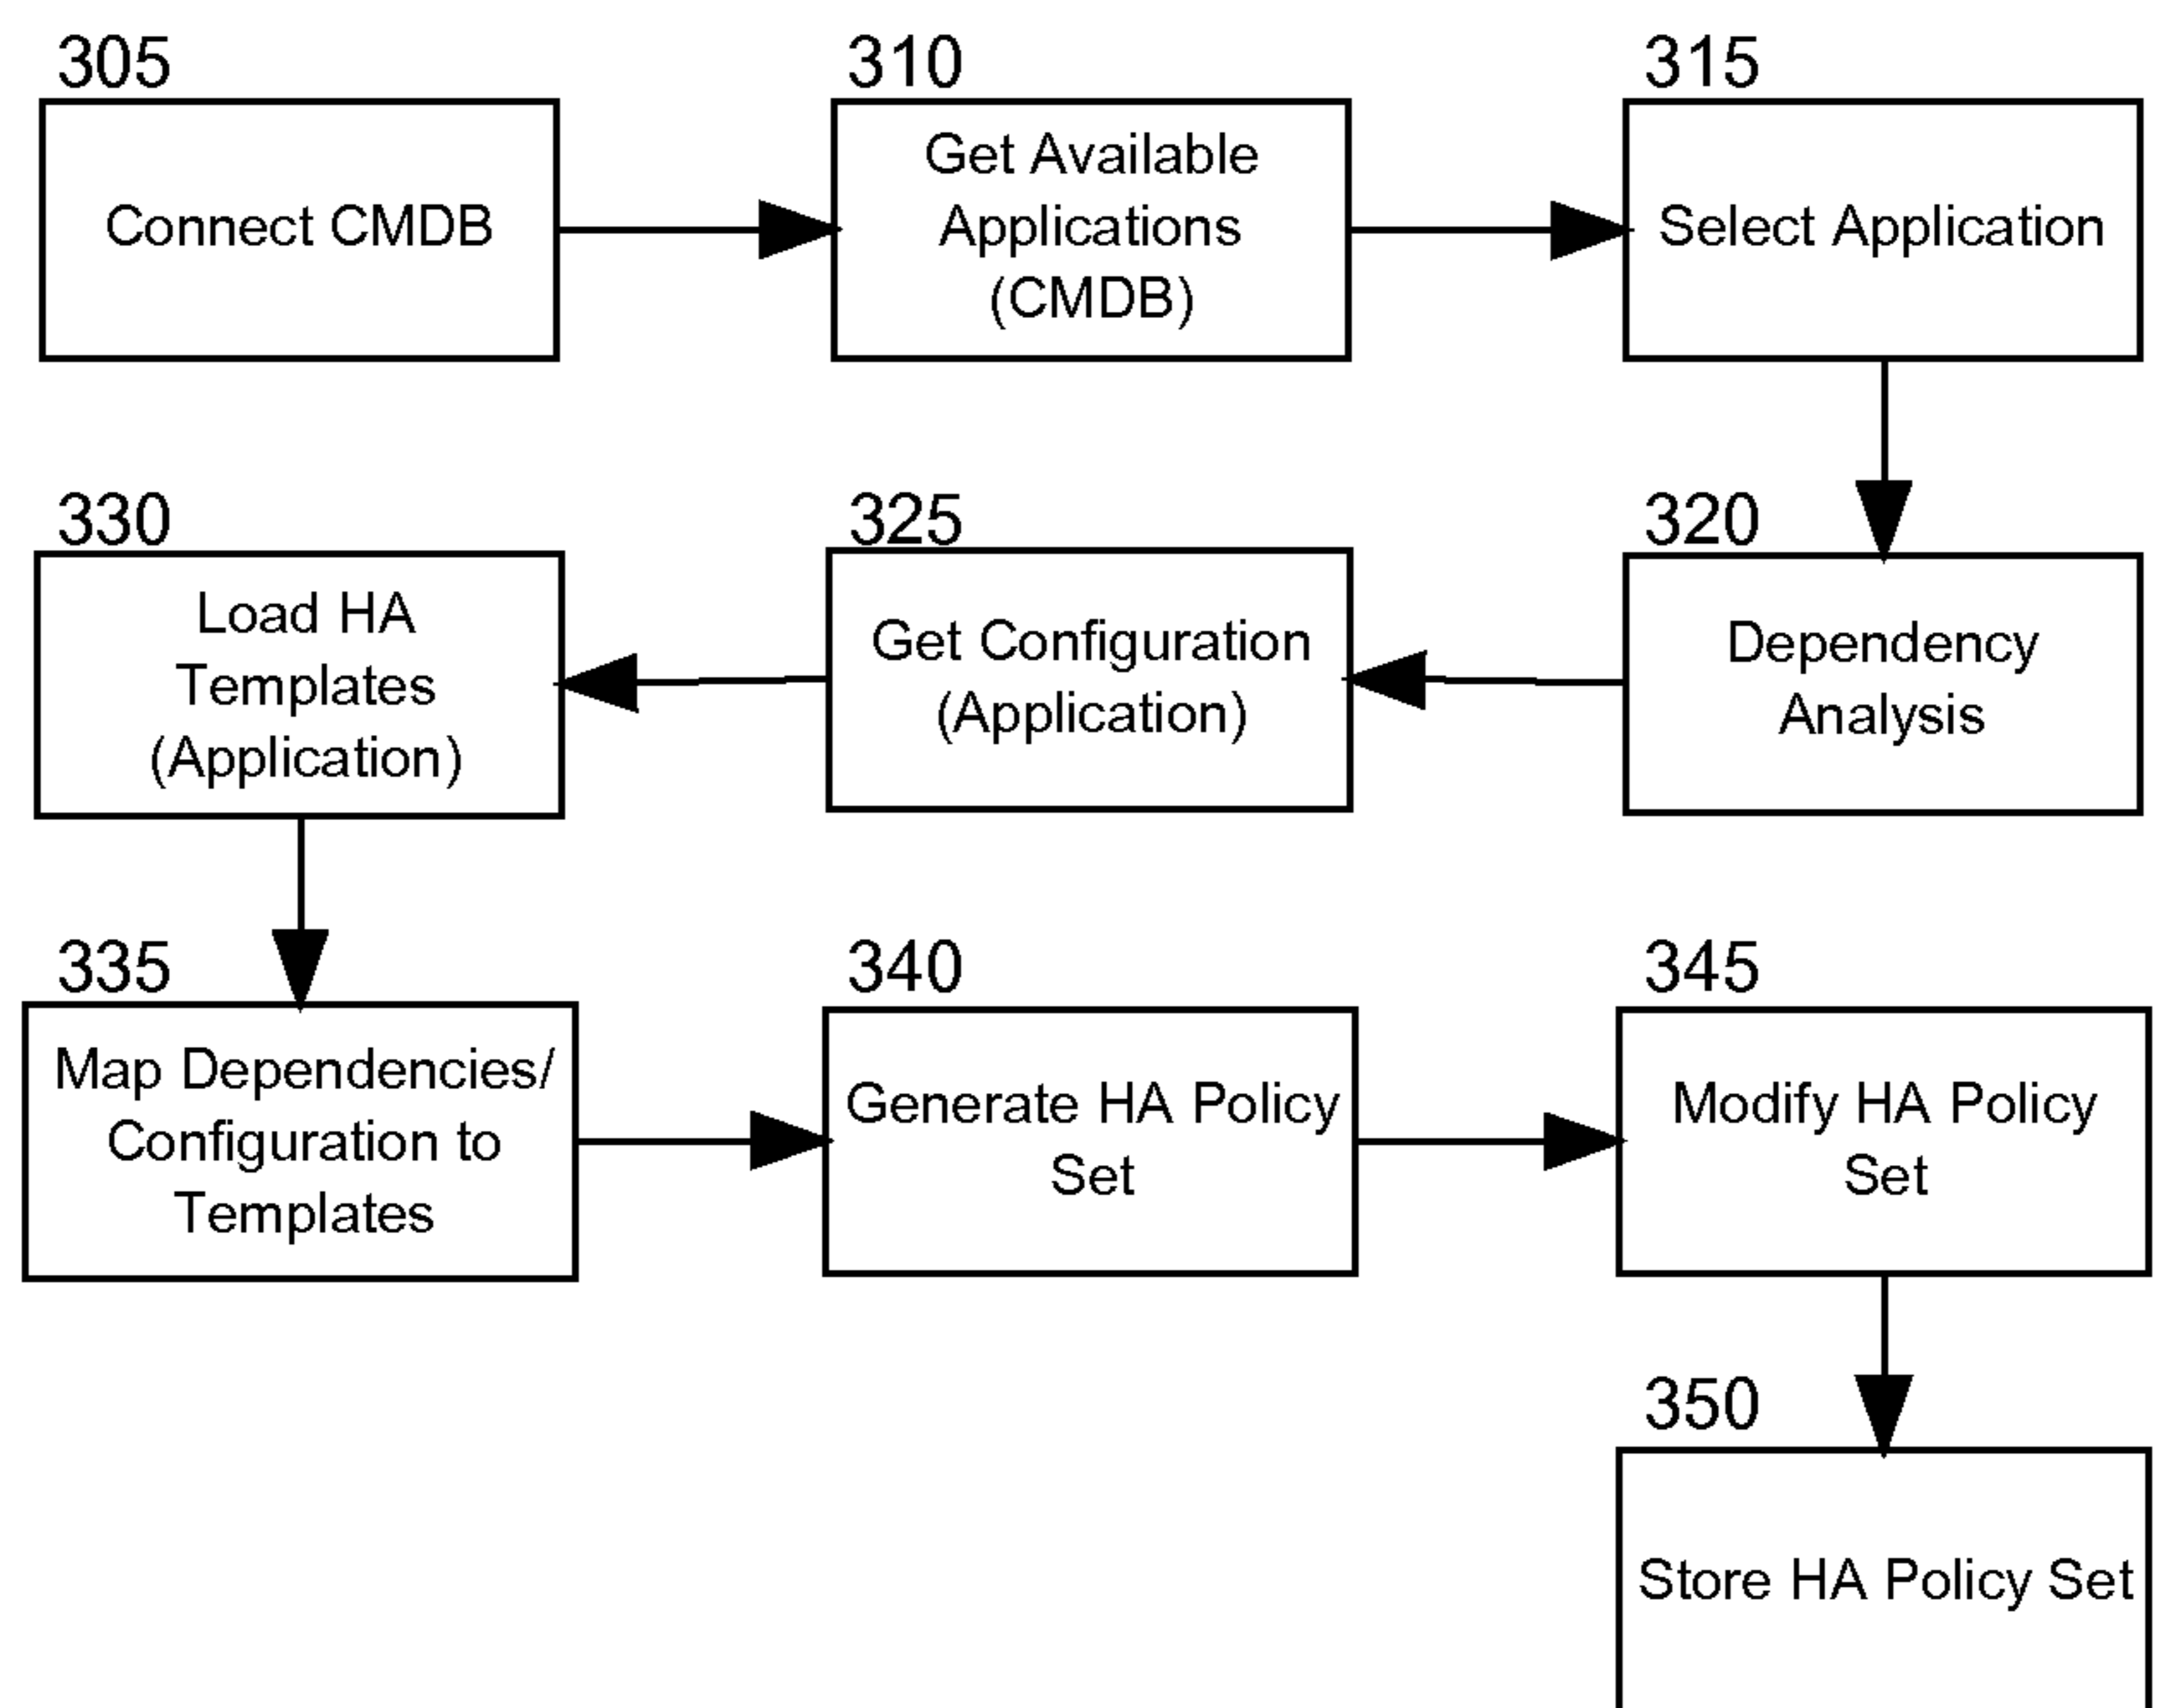 305
Connect CMDB
310
Get Available
Applications
(CMDB)
315
Select Application
320
Dependency
Analysis
325
Get Configuration
(Application)
330
Load HA
Templates
(Application)
335
Map Dependencies/
Configuration to
Templates
340
Generate HA Policy
Set
345
Modify HA Policy
Set
350
Store HA Policy Set